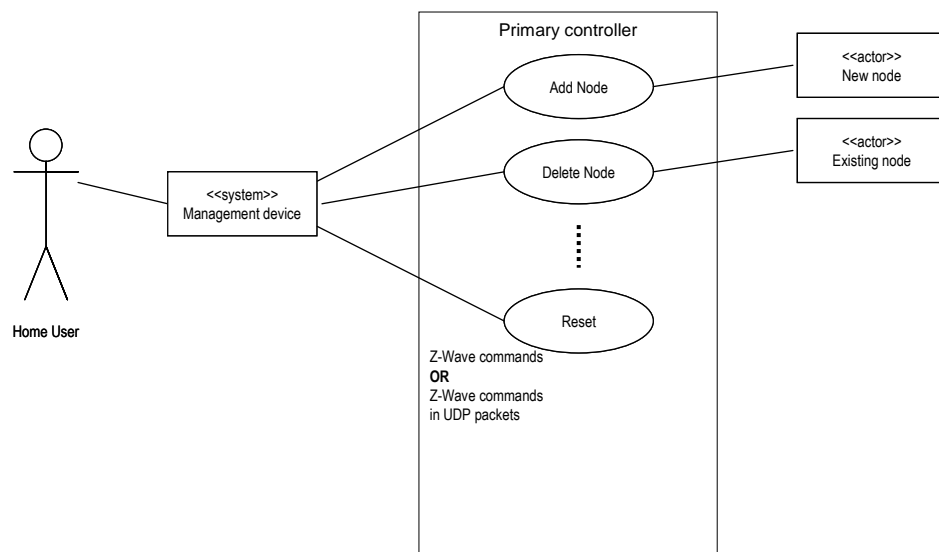 Primary controller
Add Node
<<actor>>
New node
Delete Node
<<actor>>
Existing node
<<system>>
Management device
Home User
Reset
Z-Wave commands
OR
Z-Wave commands
in UDP packets